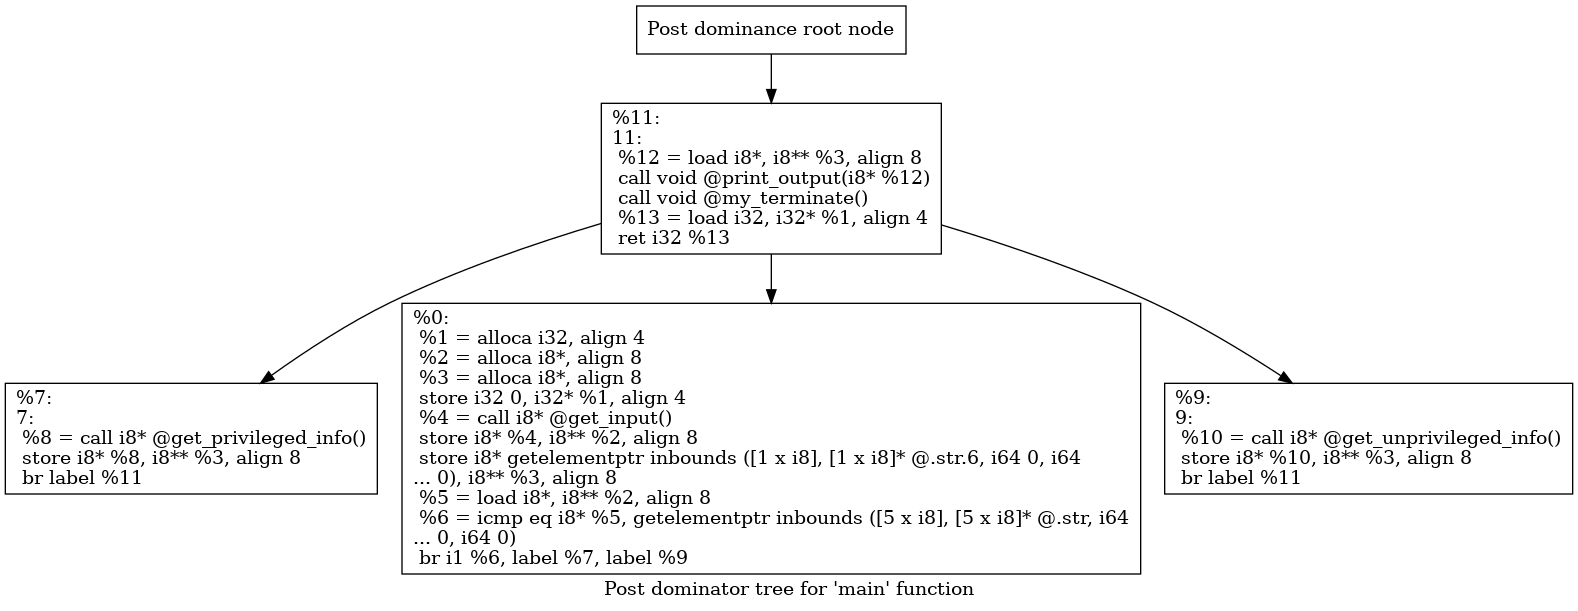 Post dominance root node
%11:
11:
%12 = load i8*, i8** %3, align 8
call void @print_output(i8* %12)
call void @my_terminate()
%13 = load i32, i32* %1, align 4
ret i32 %13
%7:
7:
%8 = call i8* @get_privileged_info()
store i8* %8, i8** %3, align 8
br label %11
%0:
%1 = alloca i32, align 4
%2 = alloca i8*, align 8
%3 = alloca i8*, align 8
store i32 0, i32* %1, align 4
%4 = call i8* @get_input()
store i8* %4, i8** %2, align 8
store i8* getelementptr inbounds ([1 x i8], [1 x i8]* @.str.6, i64 0, i64
... 0), i8** %3, align 8
%5 = load i8*, i8** %2, align 8
%6 = icmp eq i8* %5, getelementptr inbounds ([5 x i8], [5 x i8]* @.str, i64
... 0, i64 0)
br i1 %6, label %7, label %9
%9:
9:
%10 = call i8* @get_unprivileged_info()
store i8* %10, i8** %3, align 8
br label %11
Post dominator tree for 'main' function